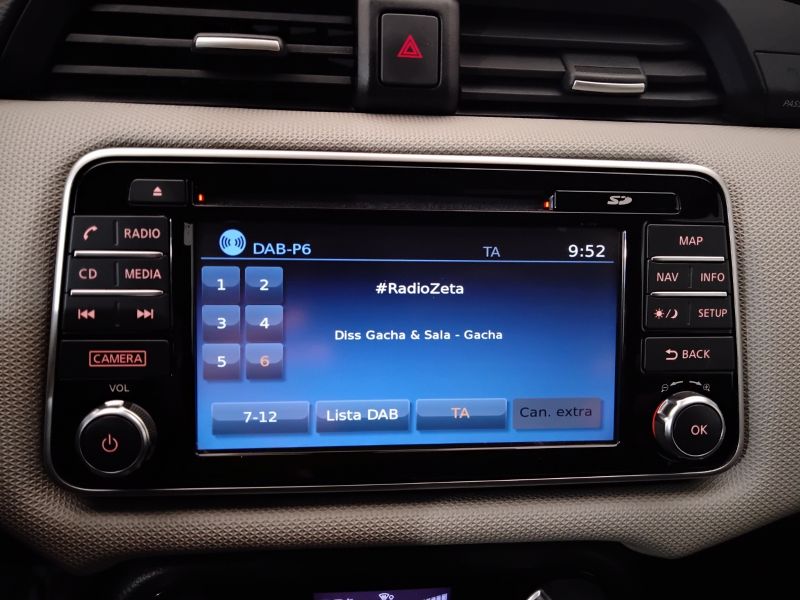 PAS
SD
RADIO
CD MEDIA
CAMERA
VOL
DAB-P6 TA 9:52
1 2
3 4
5 6
#RadioZeta
Diss Gacha & Sala - Gacha
7-12 Lista DAB TA Can. extra
MAP
NAV INFO
SETUP
BACK
OK